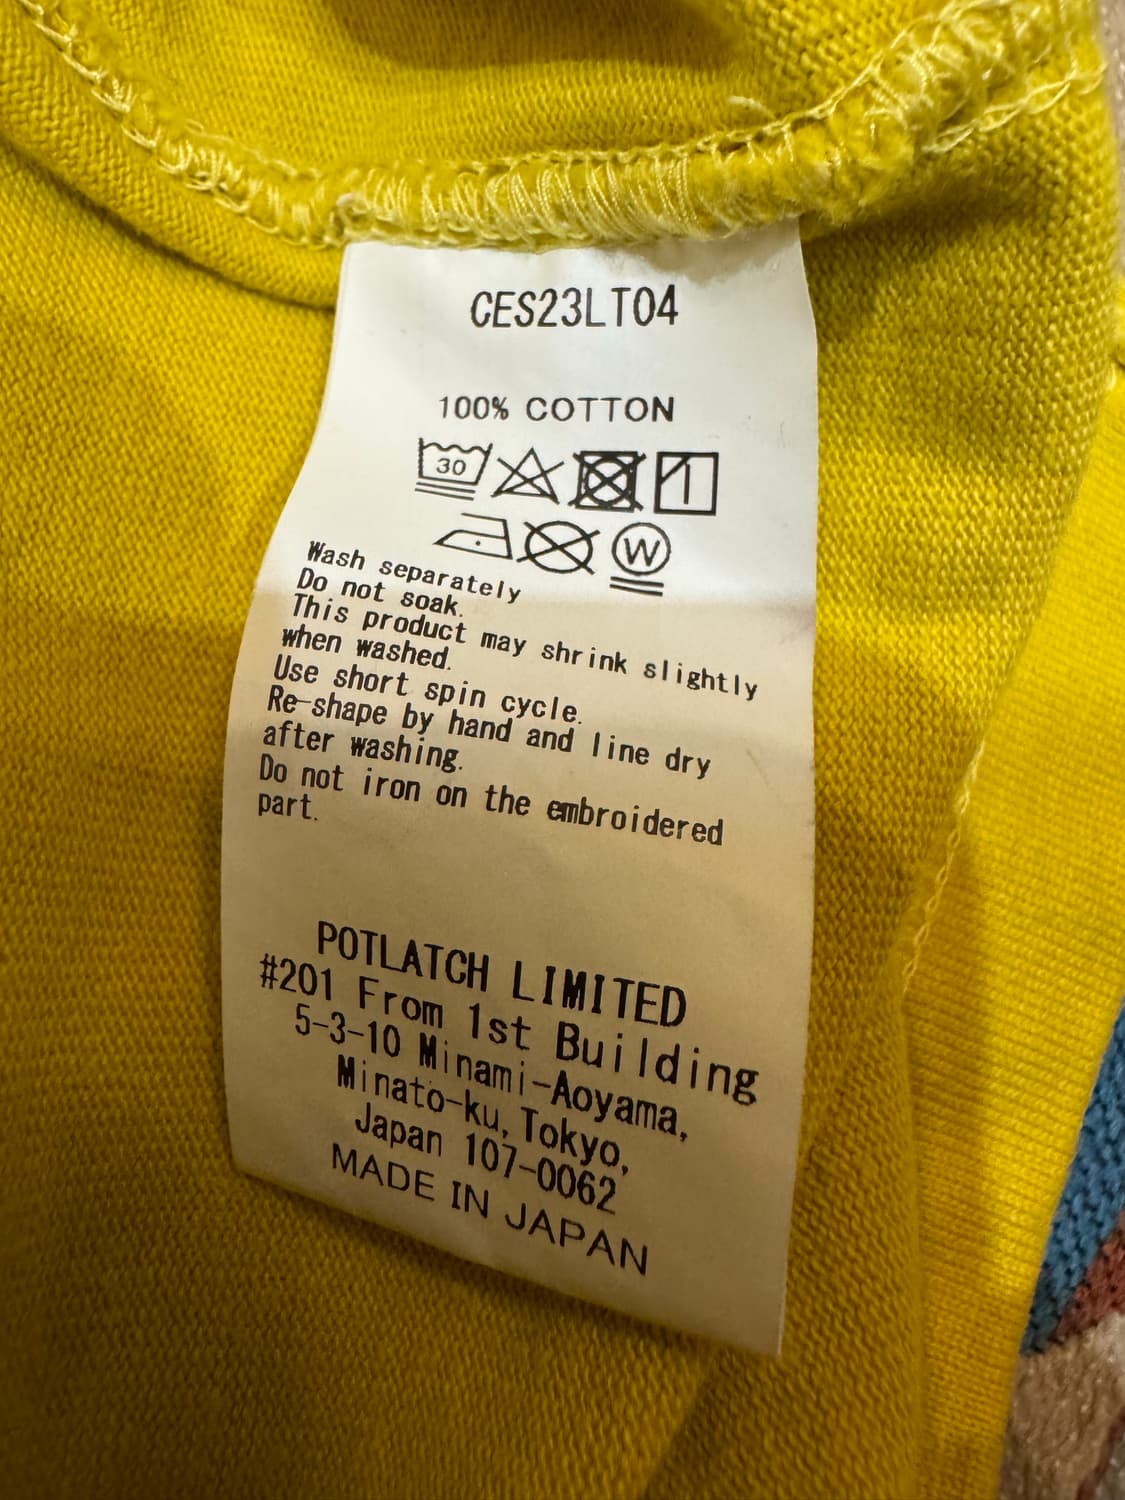 CES23LT04
100% COTTON
30
W
Wash separately
Do not soak.
This product may shrink slightly
when washed.
Use short spin cycle.
Re-shape by hand and line dry
after washing.
Do not iron on the embroidered
part.
POTLATCH LIMITED
#201 From 1st Building
5-3-10 Minami-Aoyama,
Minato-ku, Tokyo,
Japan 107-0062
MADE IN JAPAN